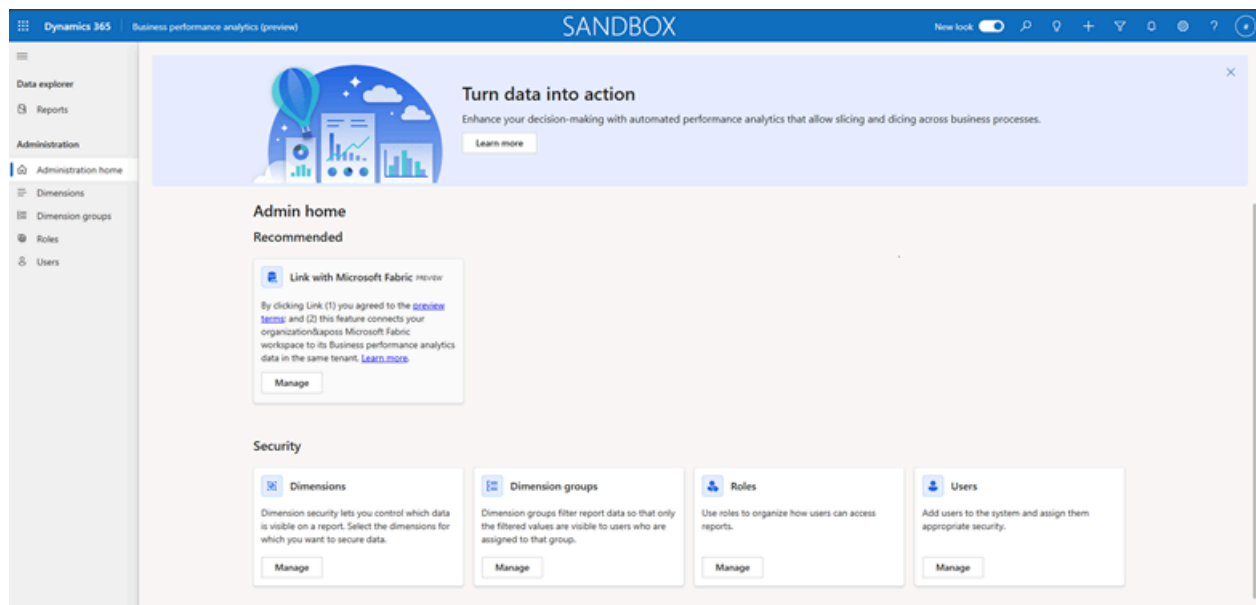 Dynamics 365
Business performance analytics (preview)
SANDBOX
New look
Data explorer
Reports
Administration
Administration home
Dimensions
Dimension groups
Roles
Users
Turn data into action
Enhance your decision-making with automated performance analytics that allow slicing and dicing across business processes.
Learn more
Admin home
Recommended
Link with Microsoft Fabric PREVIEW
By clicking Link (1) you agreed to the preview
terms; and (2) this feature connects your
organization&aposs Microsoft Fabric
workspace to its Business performance analytics
data in the same tenant. Learn more.
Manage
Security
Dimensions
Dimension security lets you control which data
is visible on a report. Select the dimensions for
which you want to secure data.
Manage
Dimension groups
Dimension groups filter report data so that only
the filtered values are visible to users who are
assigned to that group.
Manage
Roles
Use roles to organize how users can access
reports.
Manage
Users
Add users to the system and assign them
appropriate security.
Manage